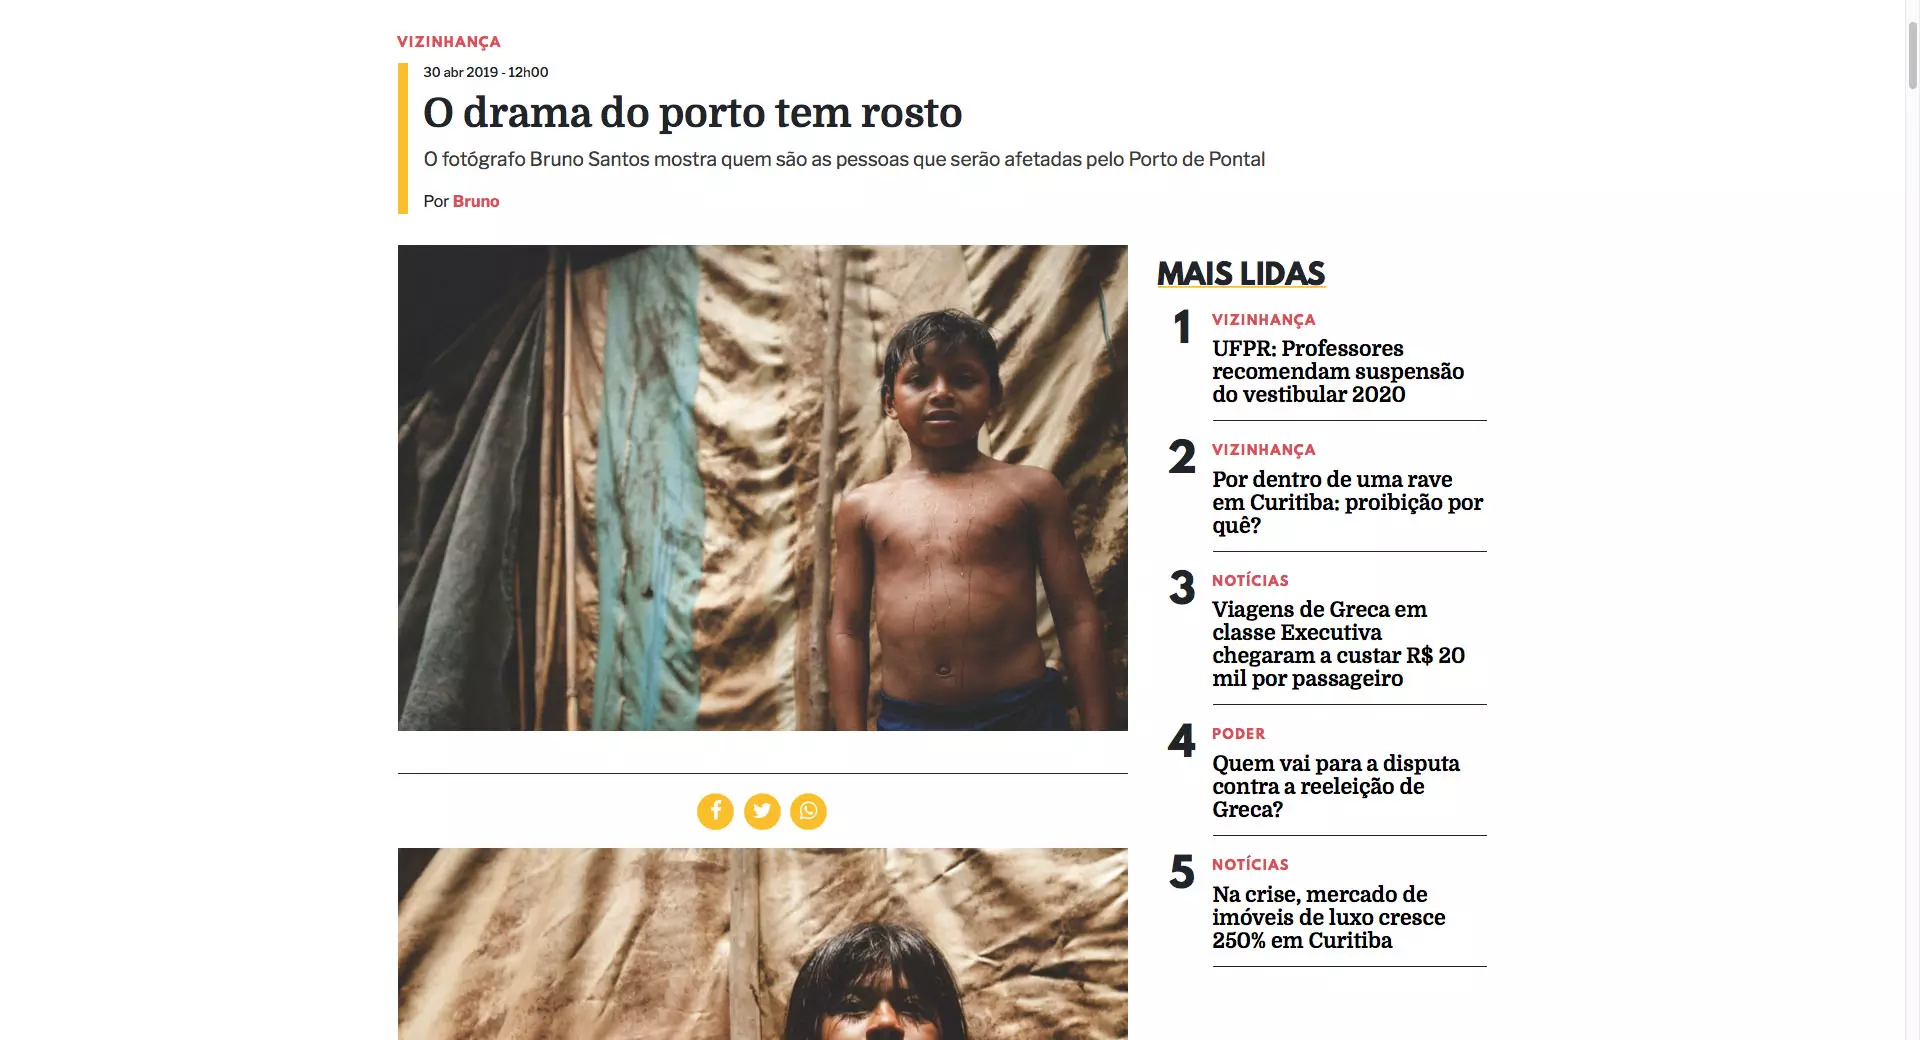 VIZINHANÇA
30 abr 2019 - 12h00
O drama do porto tem rosto
O fotógrafo Bruno Santos mostra quem são as pessoas que serão afetadas pelo Porto de Pontal
Por Bruno
MAIS LIDAS
1
VIZINHANÇA
UFPR: Professores
recomendam suspensão
do vestibular 2020
2
VIZINHANÇA
Por dentro de uma rave
em Curitiba: proibição por
quê?
3
NOTÍCIAS
Viagens de Greca em
classe Executiva
chegaram a custar R$ 20
mil por passageiro
4
PODER
Quem vai para a disputa
contra a reeleição de
Greca?
5
NOTÍCIAS
Na crise, mercado de
imóveis de luxo cresce
250% em Curitiba